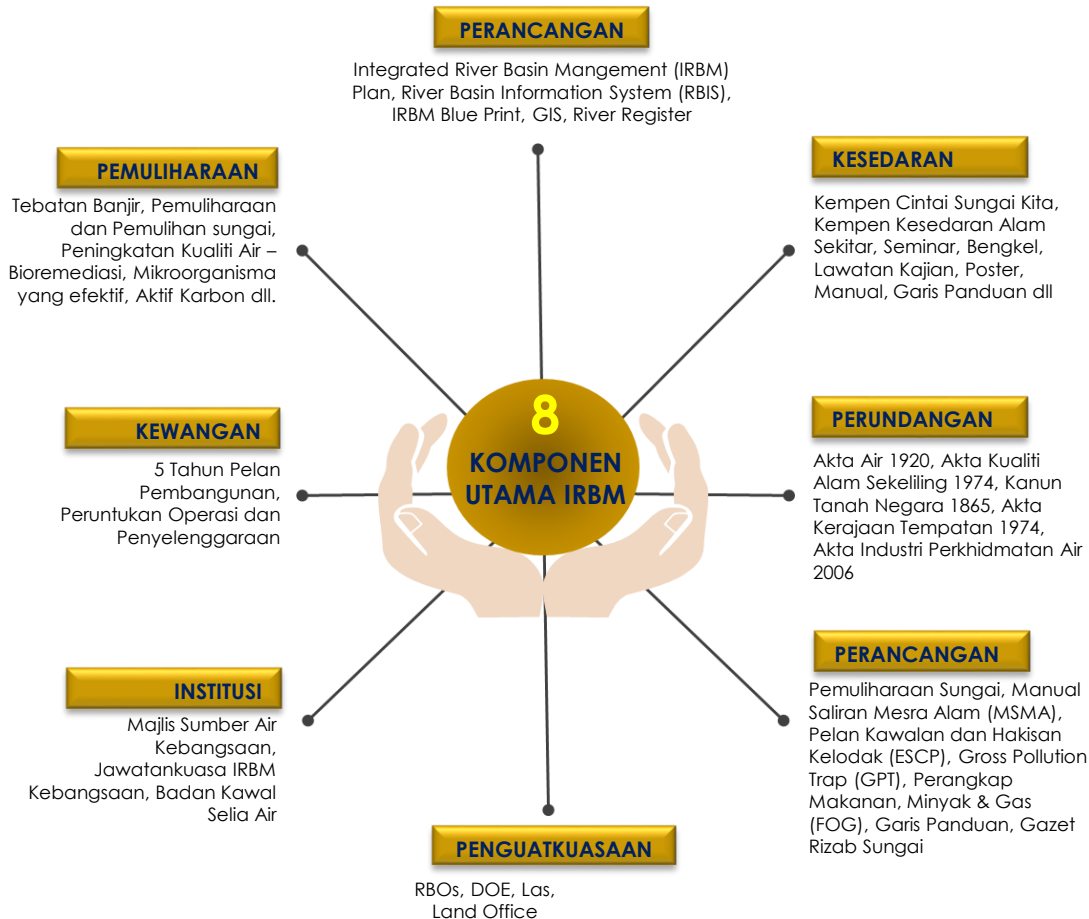 PERANCANGAN
Integrated River Basin Mangement (IRBM)
Plan, River Basin Information System (RBIS),
IRBM Blue Print, GIS, River Register
KESEDARAN
Kempen Cintai Sungai Kita,
Kempen Kesedaran Alam
Sekitar, Seminar, Bengkel,
Lawatan Kajian, Poster,
Manual, Garis Panduan dll
PERUNDANGAN
Akta Air 1920, Akta Kualiti
Alam Sekeliling 1974, Kanun
Tanah Negara 1865, Akta
Kerajaan Tempatan 1974,
Akta Industri Perkhidmatan Air
2006
PERANCANGAN
Pemuliharaan Sungai, Manual
Saliran Mesra Alam (MSMA),
Pelan Kawalan dan Hakisan
Kelodak (ESCP), Gross Pollution
Trap (GPT), Perangkap
Makanan, Minyak & Gas
(FOG), Garis Panduan, Gazet
Rizab Sungai
PENGUATKUASAAN
RBOs, DOE, Las,
Land Office
INSTITUSI
Majlis Sumber Air
Kebangsaan,
Jawatankuasa IRBM
Kebangsaan, Badan Kawal
Selia Air
KEWANGAN
5 Tahun Pelan
Pembangunan,
Peruntukan Operasi dan
Penyelenggaraan
PEMULIHARAAN
Tebatan Banjir, Pemuliharaan
dan Pemulihan sungai,
Peningkatan Kualiti Air –
Bioremediasi, Mikroorganisma
yang efektif, Aktif Karbon dll.
8
KOMPONEN
UTAMA IRBM